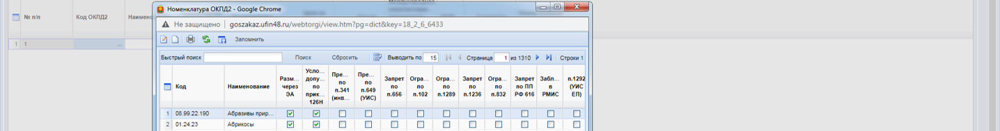 Номенклатура ОКПД2 - Google Chrome
Не защищено goszakaz.ufin48.ru/webtorgi/view.htm?pg=dict&key=18_2_6_6433
№ п/п Код ОКПД2 Наимено
Запомнить
1 1 ...
Быстрый поиск Поиск Сбросить Выводить по 15 Страница 1 из 1310 Строки 1
Код Наименование Разм... через ЭА Усло... допу... по прик... 126Н Пре... по п.341 (инв... Пре... по п.649 (УИС) Запрет по п.656 Огра... по п.102 Огра... по п.1289 Запрет по п.1236 Огра... по п.832 Запрет по ПП РФ 616 Забл... в РМИС п.1292 (УИС ЕП)
1 08.99.22.190 Абразивы прир...
2 01.24.23 Абрикосы